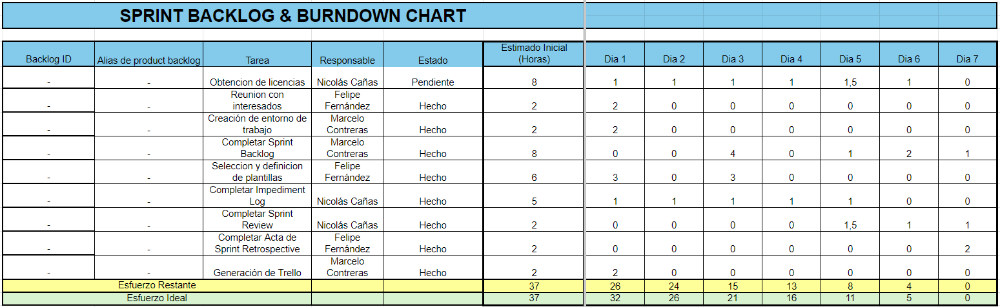 SPRINT BACKLOG & BURNDOWN CHART
Estimado Inicial
Backlog ID Alias de product backlog Tarea Responsable Estado (Horas) Dia 1 Dia 2 Dia 3 Dia 4 Dia 5 Dia 6 Dia 7
- - Obtencion de licencias Nicolás Cañas Pendiente 8 1 1 1 1 1,5 1 0
Reunion con Felipe
- - interesados Fernández Hecho 2 2 0 0 0 0 0 0
Creación de entorno de Marcelo
- - trabajo Contreras Hecho 2 2 0 0 0 0 0 0
Completar Sprint Marcelo
- - Backlog Contreras Hecho 8 0 0 4 0 1 2 1
Seleccion y definicion Felipe
- - de plantillas Fernández Hecho 6 3 0 3 0 0 0 0
Completar Impediment
- - Log Nicolás Cañas Hecho 5 1 1 1 1 1 0 0
Completar Sprint
- - Review Nicolás Cañas Hecho 2 0 0 0 0 1,5 1 1
Completar Acta de Felipe
- - Sprint Retrospective Fernández Hecho 2 0 0 0 0 0 0 2
Marcelo
- - Generación de Trello Contreras Hecho 2 2 0 0 0 0 0 0
Esfuerzo Restante 37 26 24 15 13 8 4 0
Esfuerzo Ideal 37 32 26 21 16 11 5 0